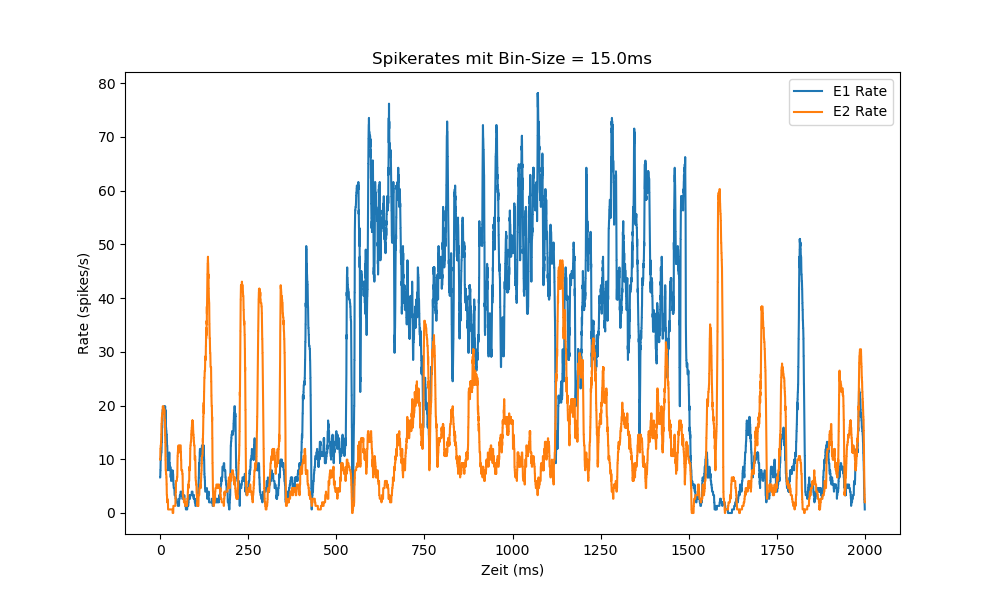 Spikerates mit Bin-Size = 15.0ms
E1 Rate
E2 Rate
80
70
60
50
40
30
20
10
0
Rate (spikes/s)
0 250 500 750 1000 1250 1500 1750 2000
Zeit (ms)